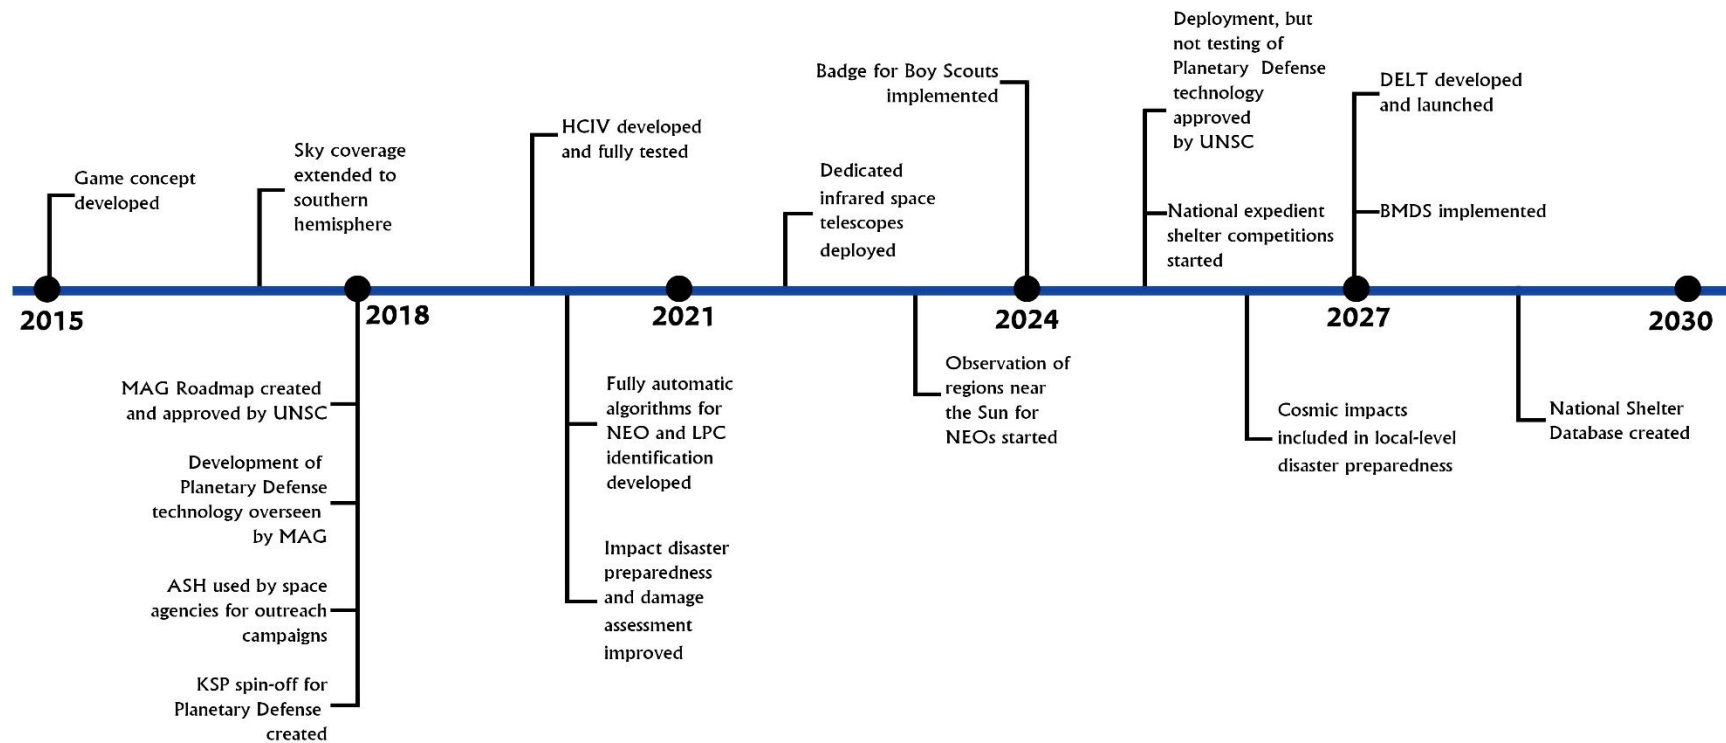 Game concept
developed
Sky coverage
extended to
southern
hemisphere
HCIV developed
and fully tested
Dedicated
infrared space
telescopes
deployed
Badge for Boy Scouts
implemented
Deployment, but
not testing of
Planetary Defense
technology
approved
by UNSC
National expedient
shelter competitions
started
DELT developed
and launched
BMDS implemented
2015
2018
2021
2024
2027
2030
MAG Roadmap created
and approved by UNSC
Development of
Planetary Defense
technology overseen
by MAG
ASH used by space
agencies for outreach
campaigns
KSP spin-off for
Planetary Defense
created
Fully automatic
algorithms for
NEO and LPC
identification
developed
Impact disaster
preparedness
and damage
assessment
improved
Observation of
regions near
the Sun for
NEOs started
Cosmic impacts
included in local-level
disaster preparedness
National Shelter
Database created